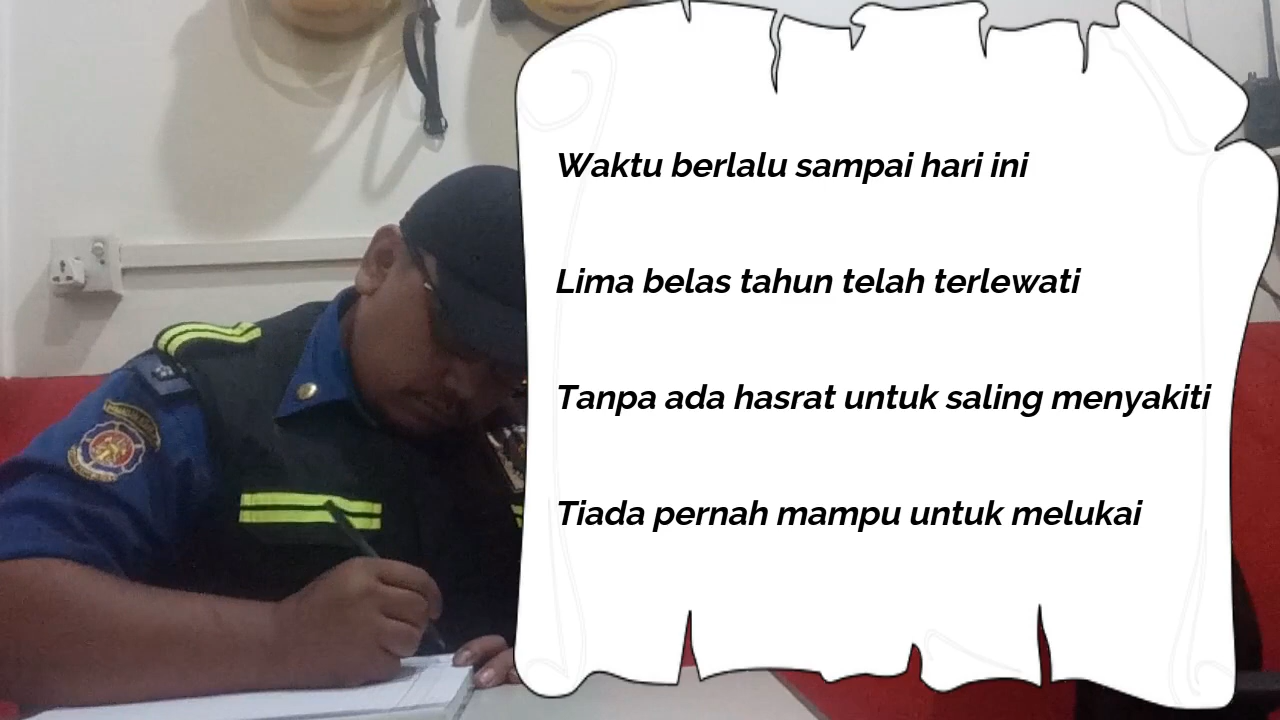 Waktu berlalu sampai hari ini
Lima belas tahun telah terlewati
Tanpa ada hasrat untuk saling menyakiti
Tiada pernah mampu untuk melukai